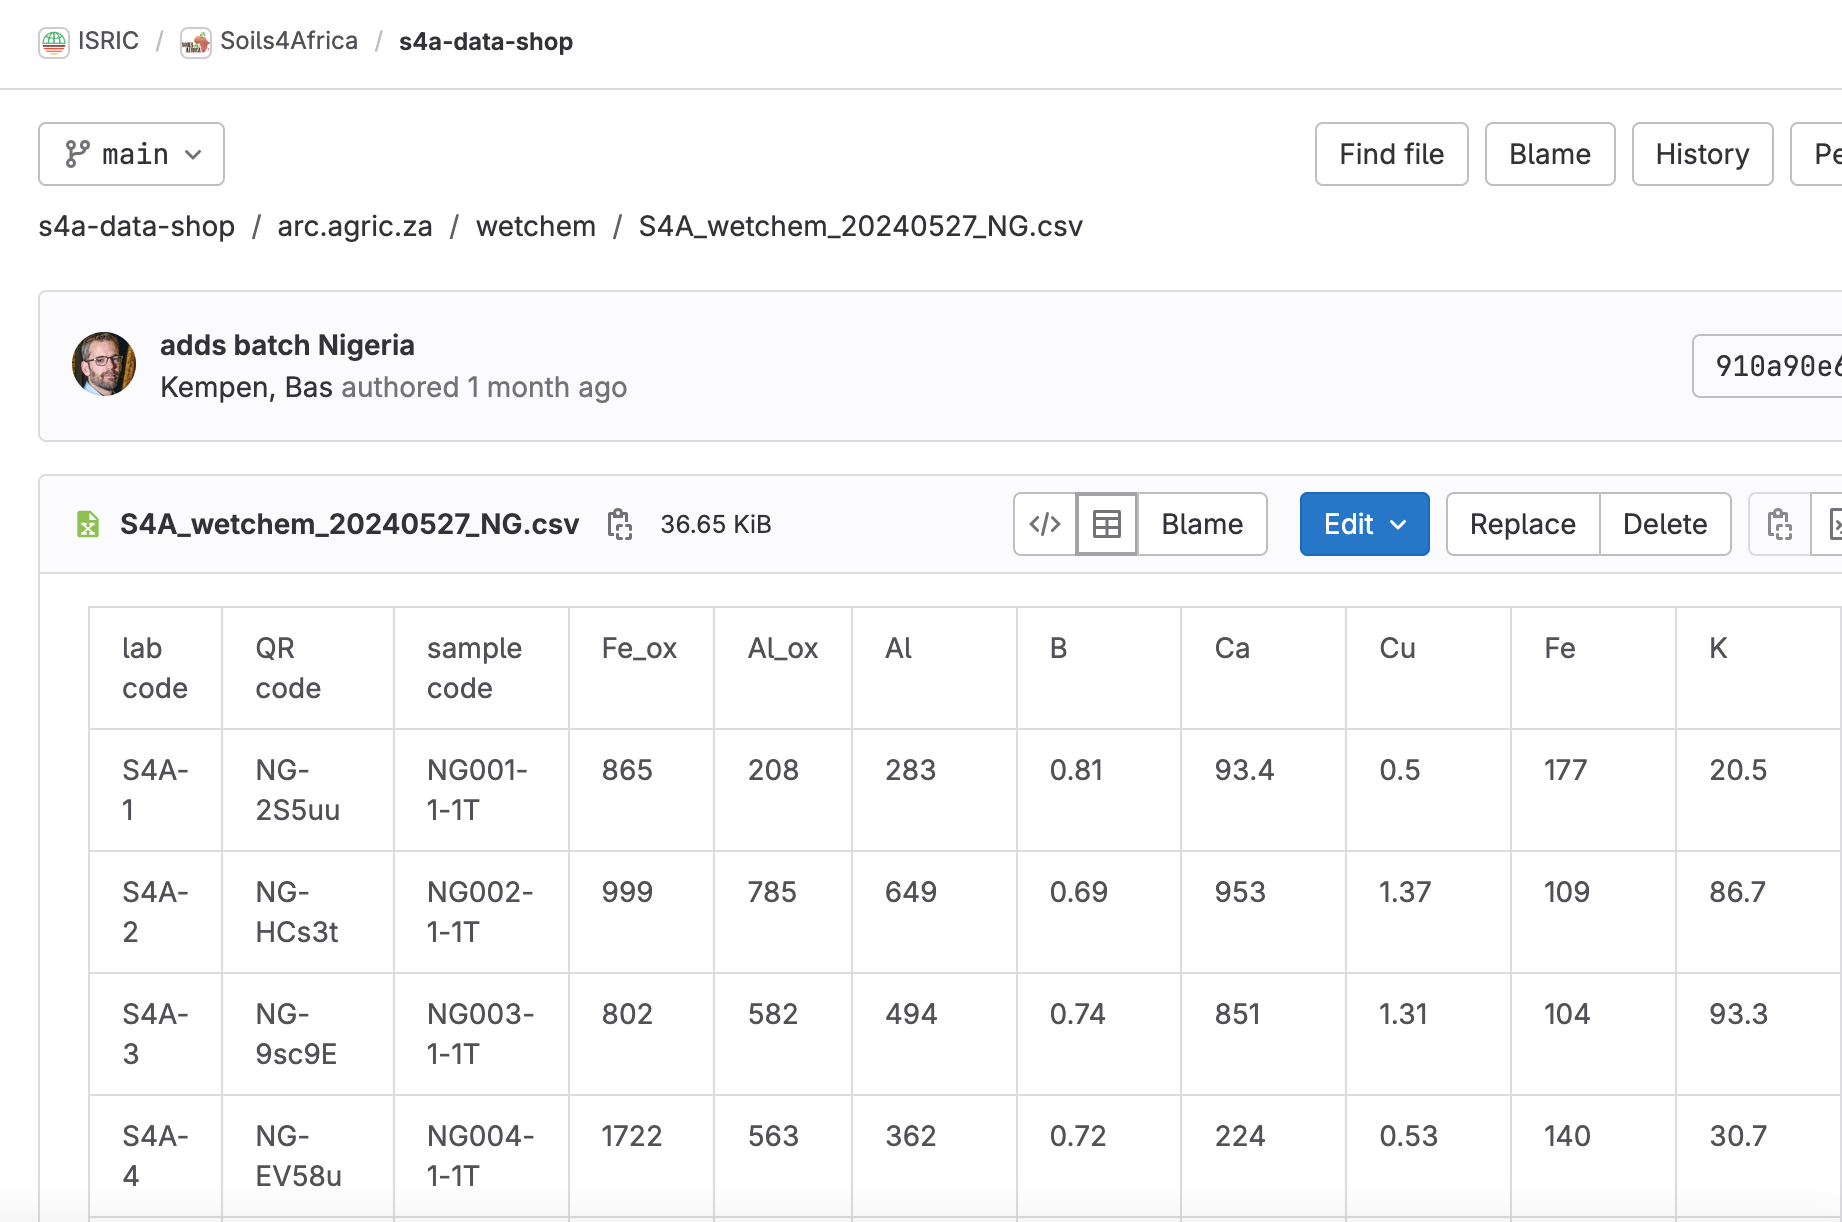 ISRIC / Soils4Africa / s4a-data-shop
main
Find file Blame History
s4a-data-shop / arc.agric.za / wetchem / S4A_wetchem_20240527_NG.csv
adds batch Nigeria
Kempen, Bas authored 1 month ago
910a90e
S4A_wetchem_20240527_NG.csv 36.65 KiB
</> Blame Edit Replace Delete
lab code QR code sample code Fe_ox Al_ox Al B Ca Cu Fe K
S4A-1 NG-2S5uu NG001-1-1T 865 208 283 0.81 93.4 0.5 177 20.5
S4A-2 NG-HCs3t NG002-1-1T 999 785 649 0.69 953 1.37 109 86.7
S4A-3 NG-9sc9E NG003-1-1T 802 582 494 0.74 851 1.31 104 93.3
S4A-4 NG-EV58u NG004-1-1T 1722 563 362 0.72 224 0.53 140 30.7